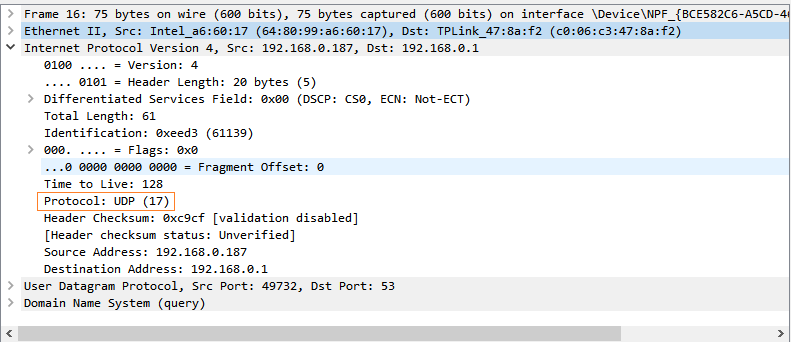 Frame 16: 75 bytes on wire (600 bits), 75 bytes captured (600 bits) on interface \Device\NPF_{BCE582C6-A5CD-4
Ethernet II, Src: Intel_a6:60:17 (64:80:99:a6:60:17), Dst: TPLink_47:8a:f2 (c0:06:c3:47:8a:f2)
Internet Protocol Version 4, Src: 192.168.0.187, Dst: 192.168.0.1
0100 .... = Version: 4
.... 0101 = Header Length: 20 bytes (5)
Differentiated Services Field: 0x00 (DSCP: CS0, ECN: Not-ECT)
Total Length: 61
Identification: 0xeed3 (61139)
000. .... = Flags: 0x0
...0 0000 0000 0000 = Fragment Offset: 0
Time to Live: 128
Protocol: UDP (17)
Header Checksum: 0xc9cf [validation disabled]
[Header checksum status: Unverified]
Source Address: 192.168.0.187
Destination Address: 192.168.0.1
User Datagram Protocol, Src Port: 49732, Dst Port: 53
Domain Name System (query)